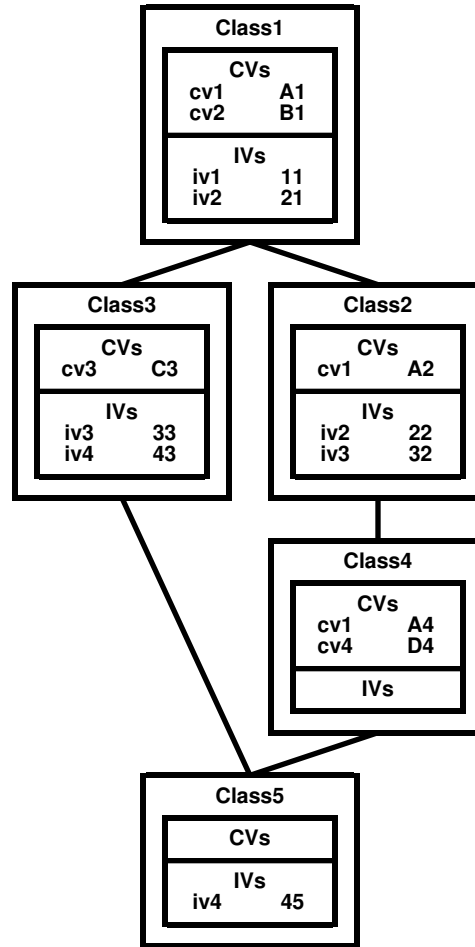 Class1
CVs
cv1 A1
cv2 B1
IVs
iv1 11
iv2 21
Class3
CVs
cv3 C3
IVs
iv3 33
iv4 43
Class2
CVs
cv1 A2
IVs
iv2 22
iv3 32
Class4
CVs
cv1 A4
cv4 D4
IVs
Class5
CVs
IVs
iv4 45